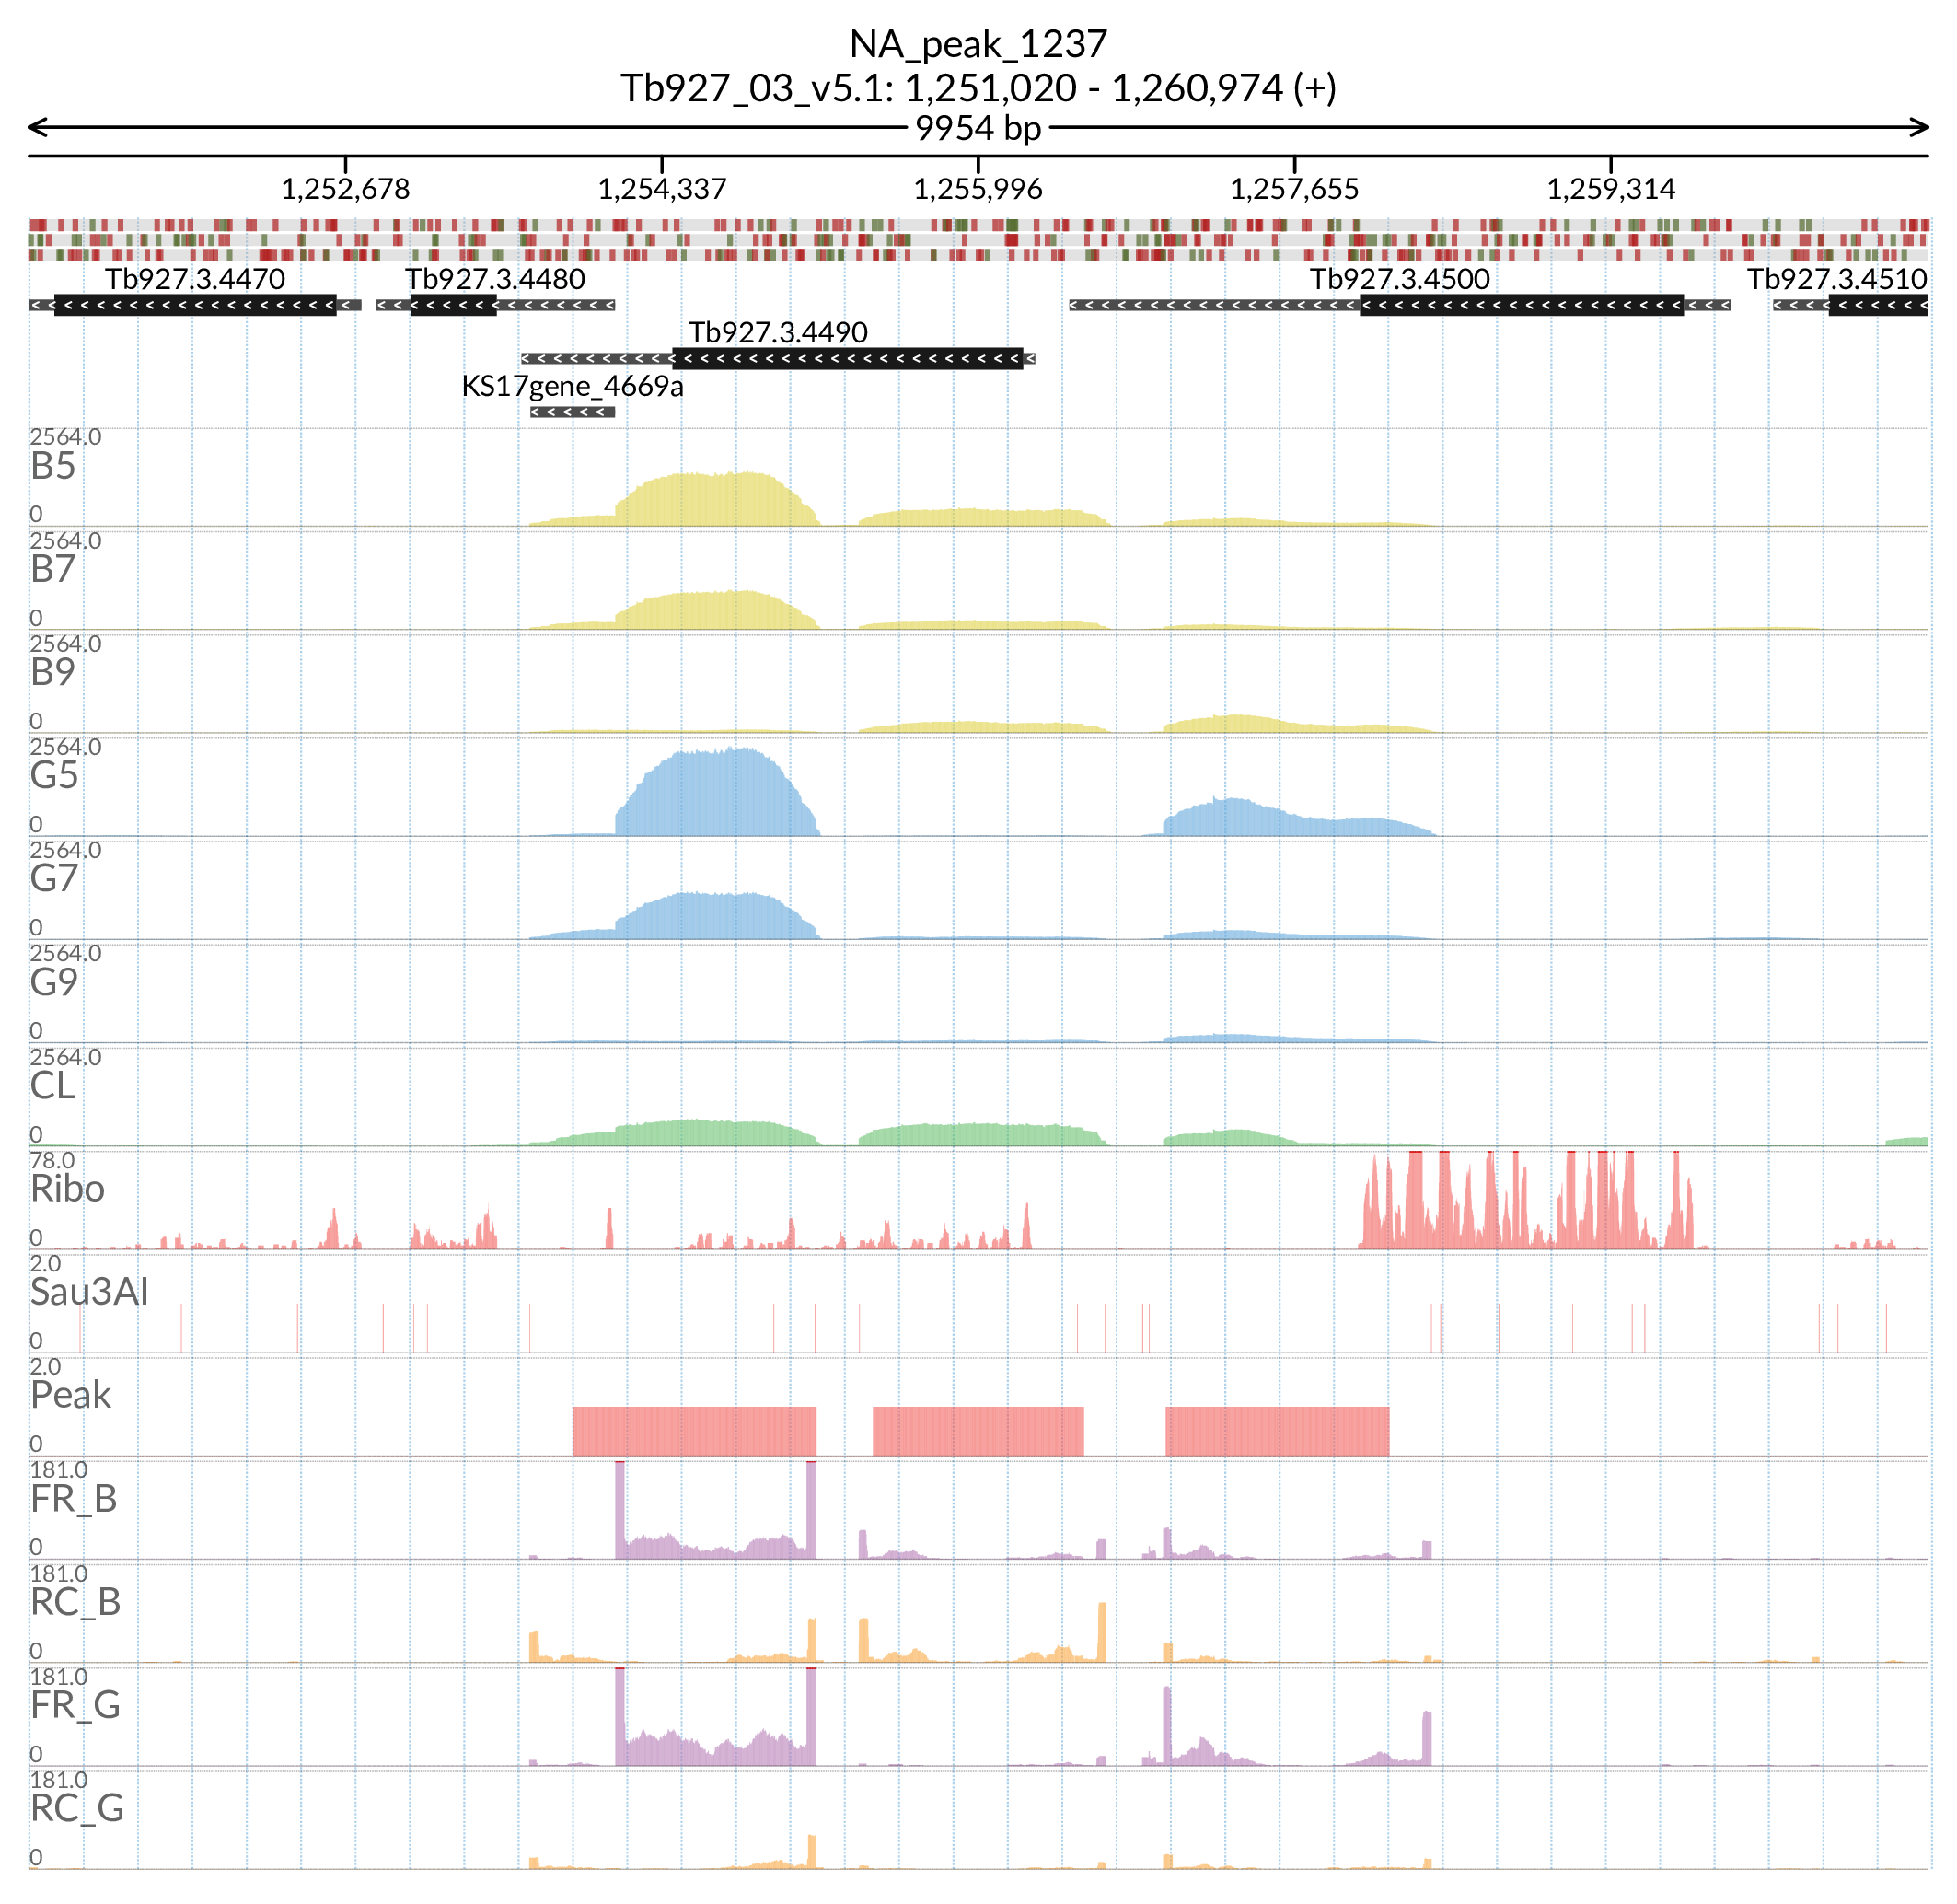 NA_peak_1237
Tb927_03_v5.1: 1,251,020 - 1,260,974 (+)
9954 bp
1,252,678 1,254,337 1,255,996 1,257,655 1,259,314
Tb927.3.4470 Tb927.3.4480 Tb927.3.4500 Tb927.3.4510
Tb927.3.4490
KS17gene_4669a
2564.0
B5
0
2564.0
B7
0
2564.0
B9
0
2564.0
G5
0
2564.0
G7
0
2564.0
G9
0
2564.0
CL
0
78.0
Ribo
0
2.0
Sau3AI
0
2.0
Peak
0
181.0
FR_B
0
181.0
RC_B
0
181.0
FR_G
0
181.0
RC_G
0